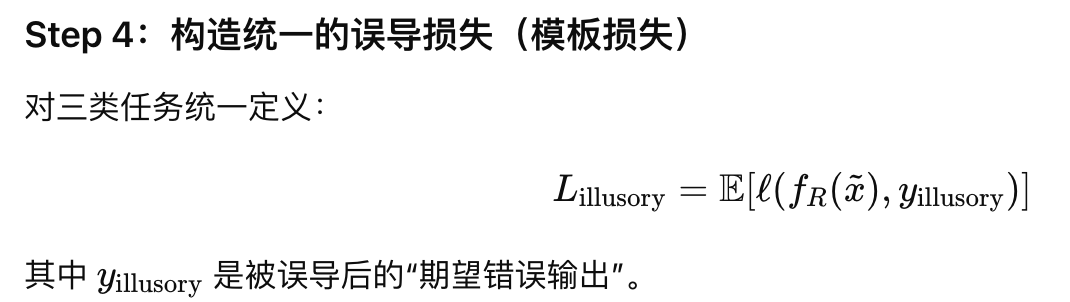 Step 4：构造统一的误导损失（模板损失）
对三类任务统一定义：
L_illusory = 𝔼[ℓ(f_R(x̃), y_illusory)]
其中 y_illusory 是被误导后的“期望错误输出”。